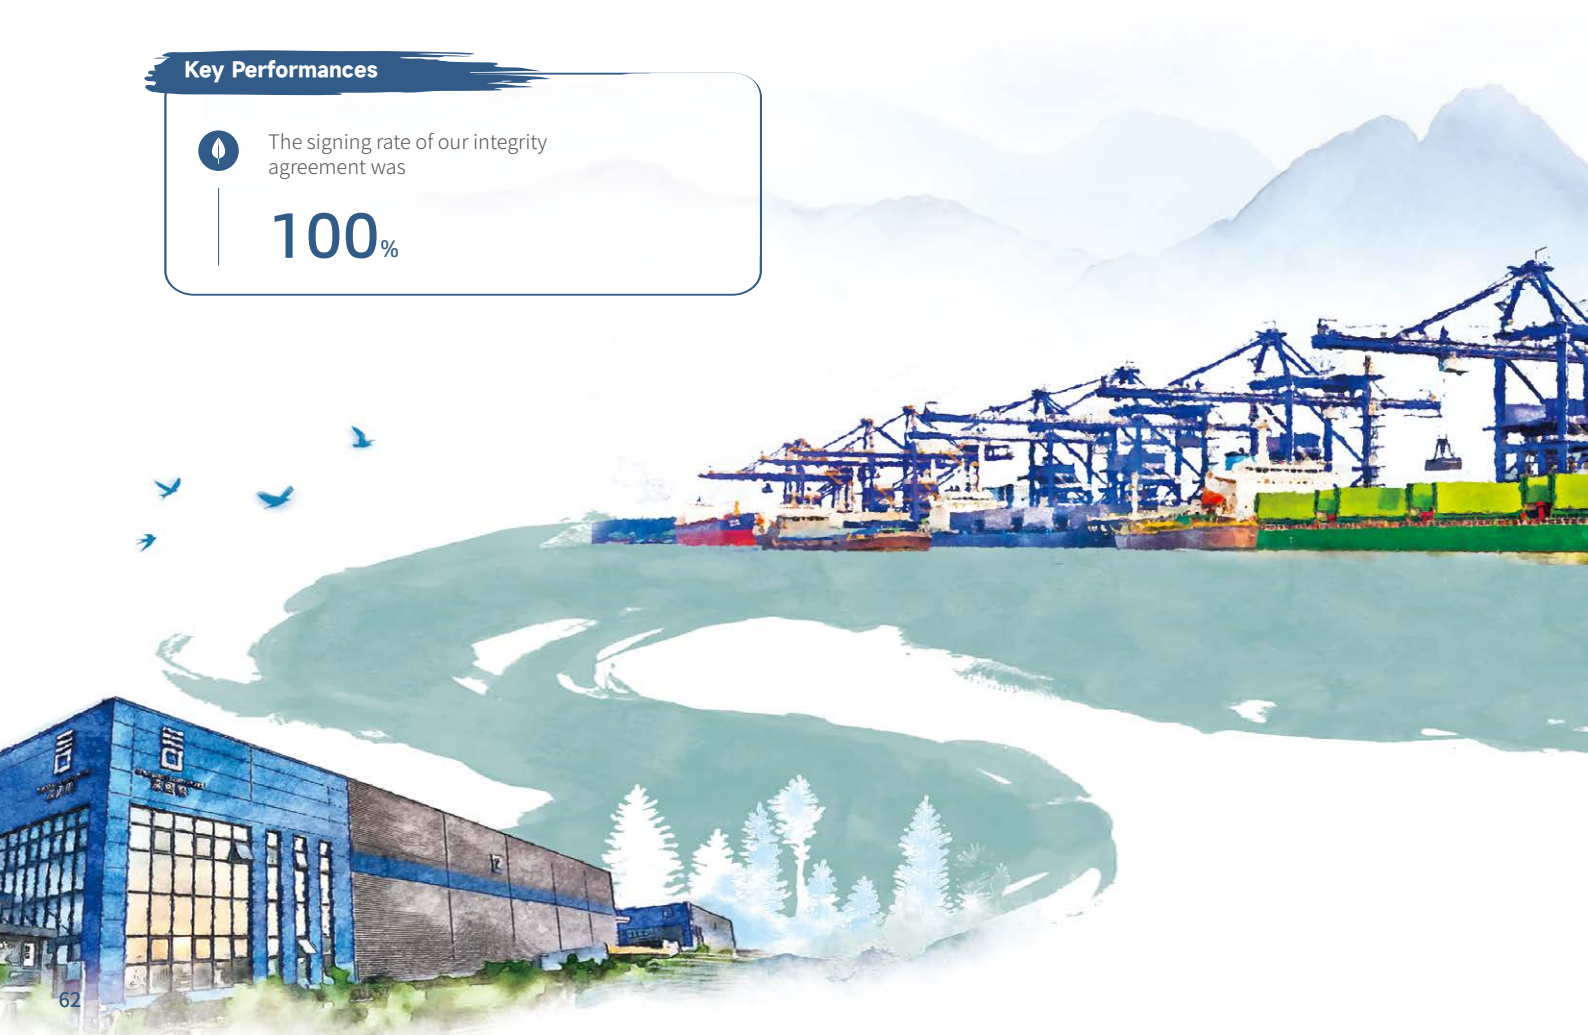 Key Performances
The signing rate of our integrity
agreement was
100%
62